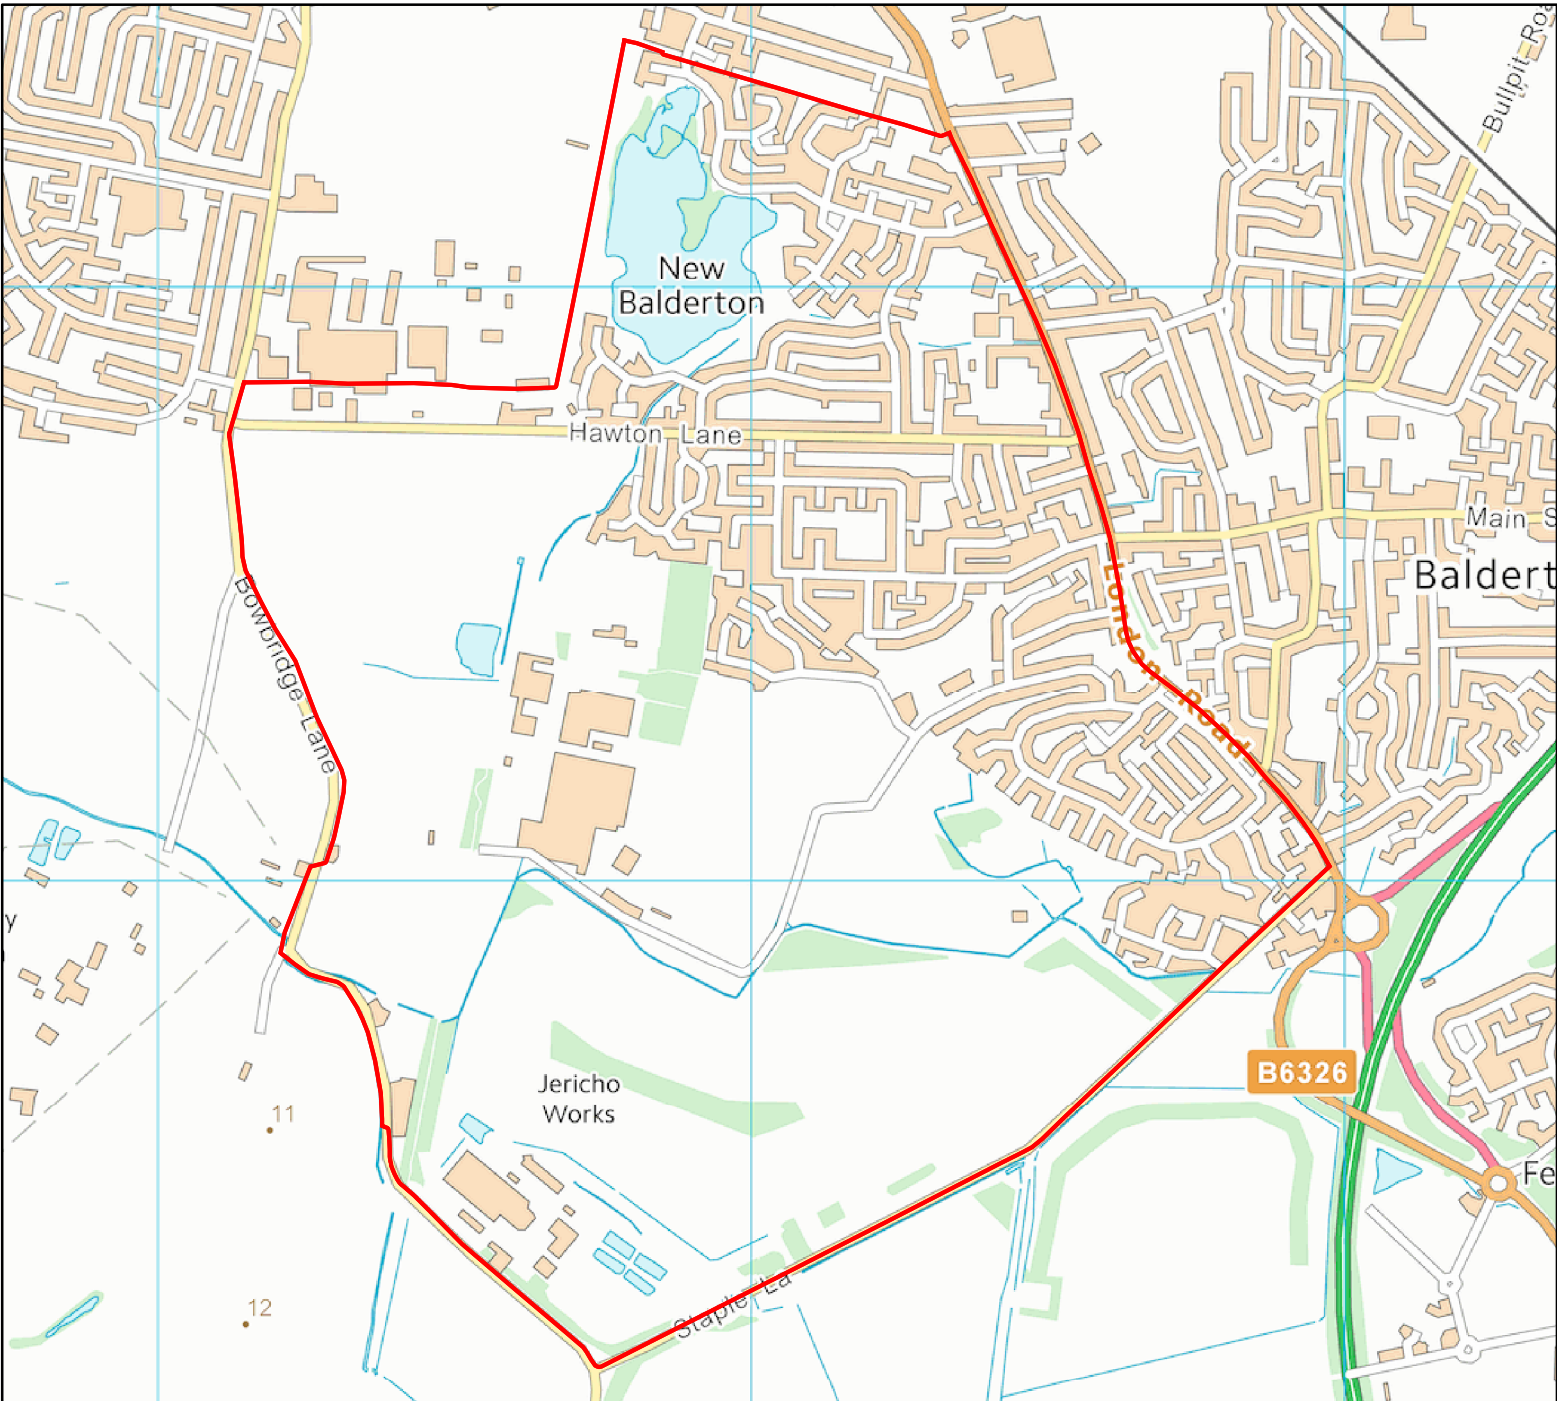 Bullpit Roa
New
Balderton
Hawton Lane
Main S
Baldert
London Road
Bowbridge Lane
y
B6326
Jericho
Works
11
Fe
Staple La
12